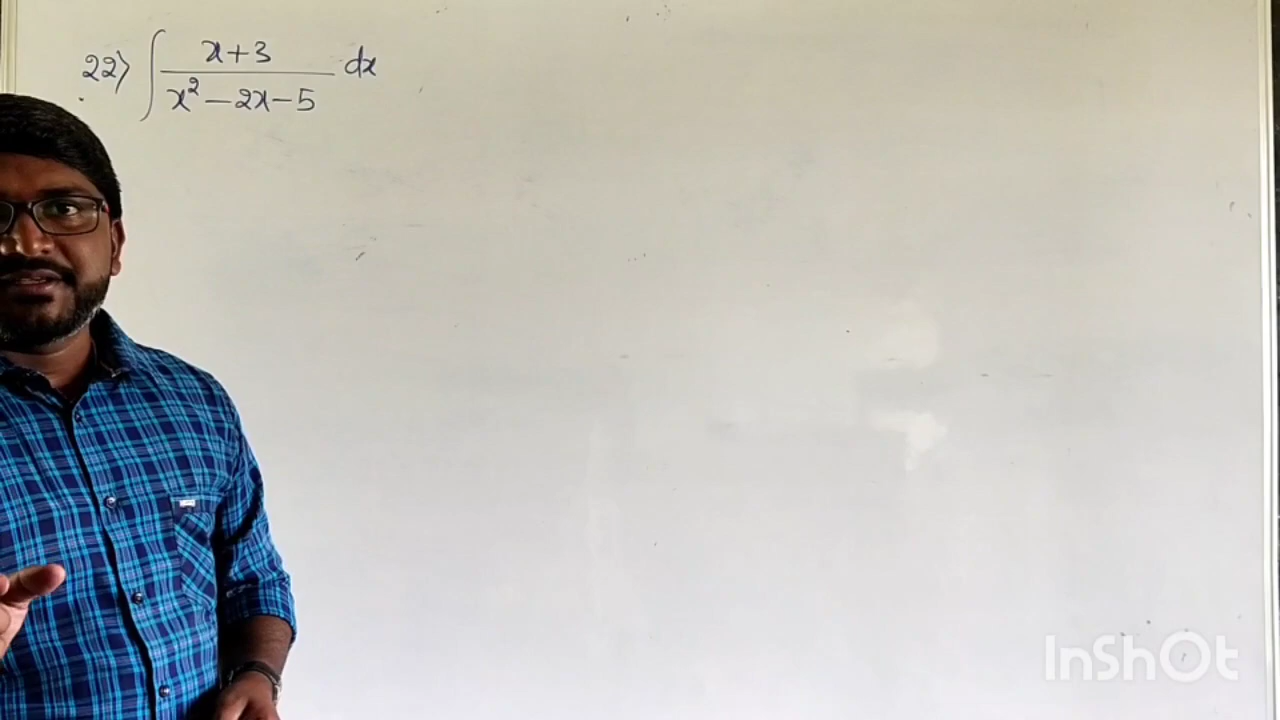 22) ∫ x+3 / x² – 2x – 5 dx
InShOt